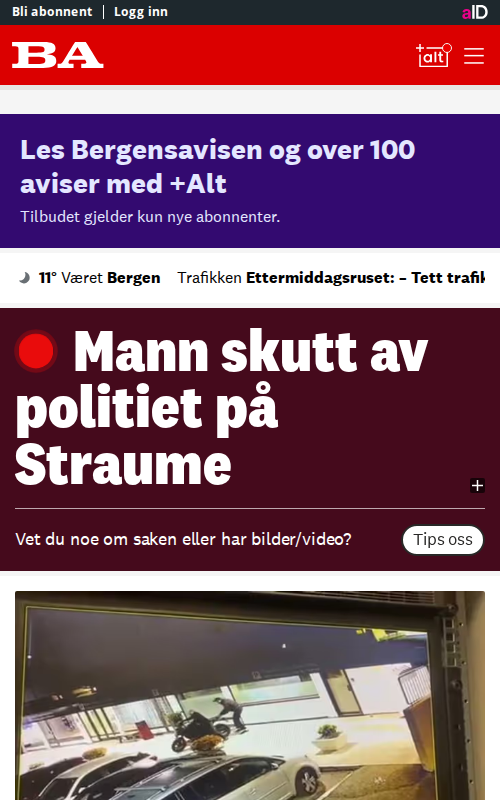 Bli abonnent
Logg inn
aID
BA
+alt
Les Bergensavisen og over 100
aviser med +Alt
Tilbudet gjelder kun nye abonnenter.
11° Været Bergen Trafikken Ettermiddagsruset: – Tett trafik
Mann skutt av
politiet på
Straume
Vet du noe om saken eller har bilder/video?
Tips oss